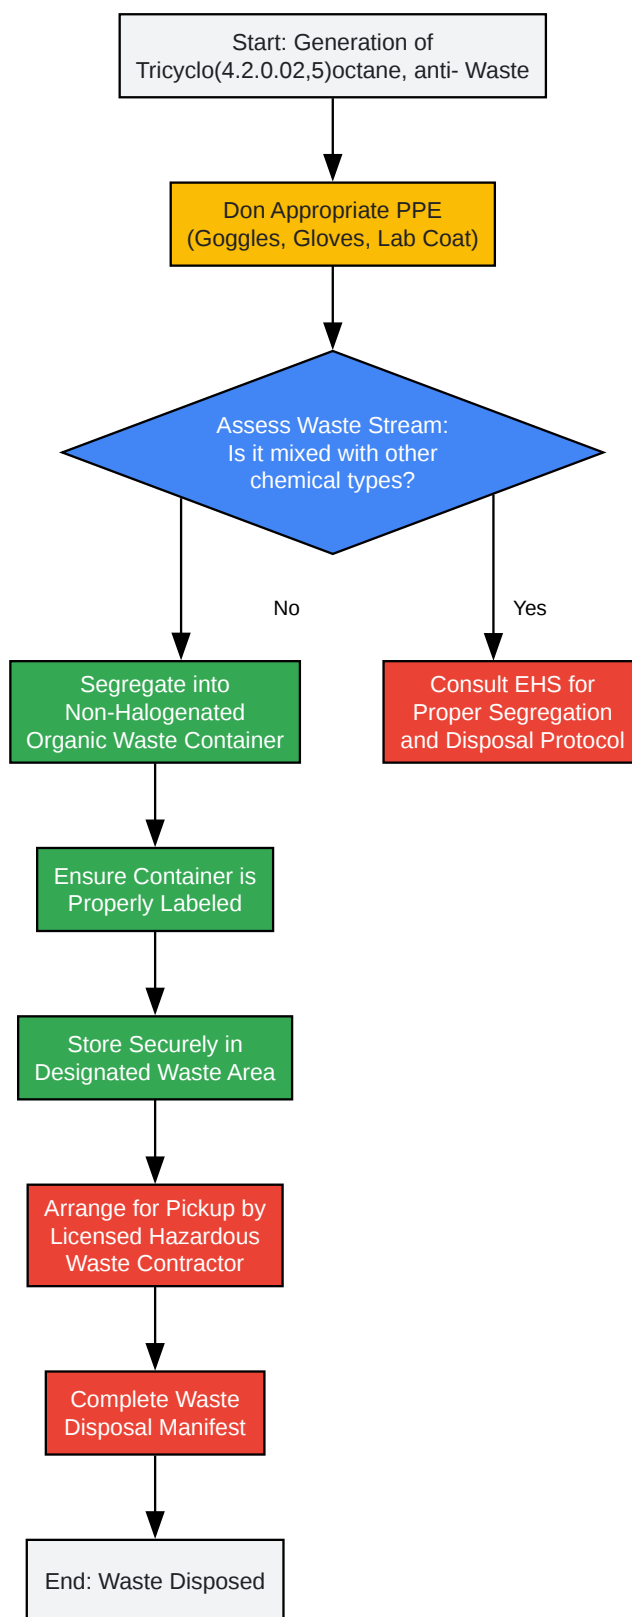 Start: Generation of
Tricyclo(4.2.0.02,5)octane, anti- Waste
Don Appropriate PPE
(Goggles, Gloves, Lab Coat)
Assess Waste Stream:
Is it mixed with other
chemical types?
No
Yes
Segregate into
Non-Halogenated
Organic Waste Container
Consult EHS for
Proper Segregation
and Disposal Protocol
Ensure Container is
Properly Labeled
Store Securely in
Designated Waste Area
Arrange for Pickup by
Licensed Hazardous
Waste Contractor
Complete Waste
Disposal Manifest
End: Waste Disposed